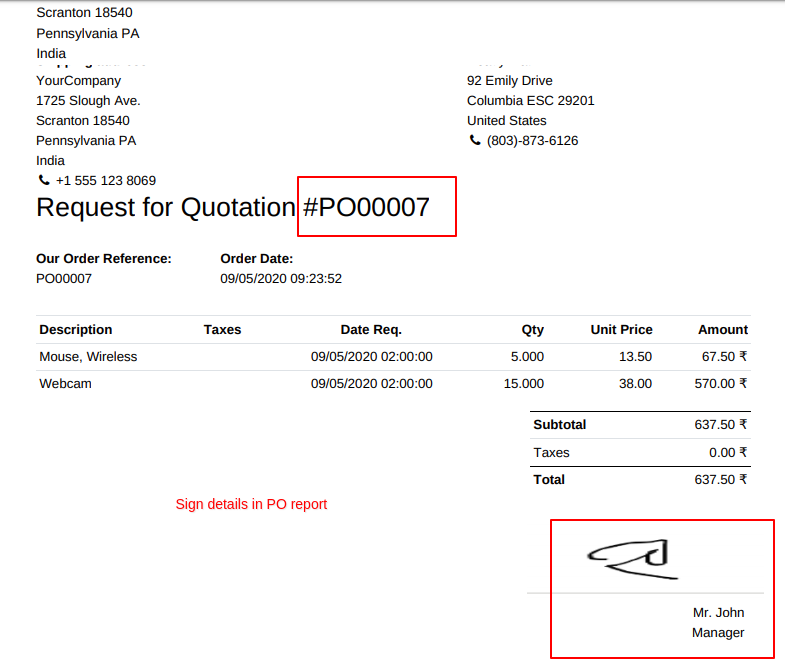 Scranton 18540
Pennsylvania PA
India
YourCompany
1725 Slough Ave.
Scranton 18540
Pennsylvania PA
India
+1 555 123 8069
92 Emily Drive
Columbia ESC 29201
United States
(803)-873-6126
Request for Quotation #PO00007
Our Order Reference: Order Date:
PO00007 09/05/2020 09:23:52
Description Taxes Date Req. Qty Unit Price Amount
Mouse, Wireless 09/05/2020 02:00:00 5.000 13.50 67.50 ₹
Webcam 09/05/2020 02:00:00 15.000 38.00 570.00 ₹
Subtotal 637.50 ₹
Taxes 0.00 ₹
Total 637.50 ₹
Sign details in PO report
Mr. John
Manager